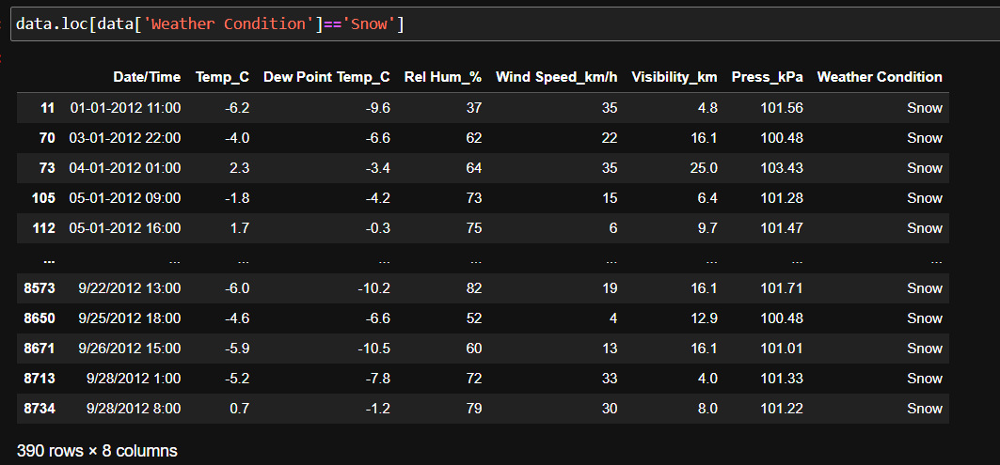 data.loc[data['Weather Condition']=='Snow']
Date/Time Temp_C Dew Point Temp_C Rel Hum_% Wind Speed_km/h Visibility_km Press_kPa Weather Condition
11 01-01-2012 11:00 -6.2 -9.6 37 35 4.8 101.56 Snow
70 03-01-2012 22:00 -4.0 -6.6 62 22 16.1 100.48 Snow
73 04-01-2012 01:00 2.3 -3.4 64 35 25.0 103.43 Snow
105 05-01-2012 09:00 -1.8 -4.2 73 15 6.4 101.28 Snow
112 05-01-2012 16:00 1.7 -0.3 75 6 9.7 101.47 Snow
... ... ... ... ... ... ... ... ...
8573 9/22/2012 13:00 -6.0 -10.2 82 19 16.1 101.71 Snow
8650 9/25/2012 18:00 -4.6 -6.6 52 4 12.9 100.48 Snow
8671 9/26/2012 15:00 -5.9 -10.5 60 13 16.1 101.01 Snow
8713 9/28/2012 1:00 -5.2 -7.8 72 33 4.0 101.33 Snow
8734 9/28/2012 8:00 0.7 -1.2 79 30 8.0 101.22 Snow
390 rows × 8 columns